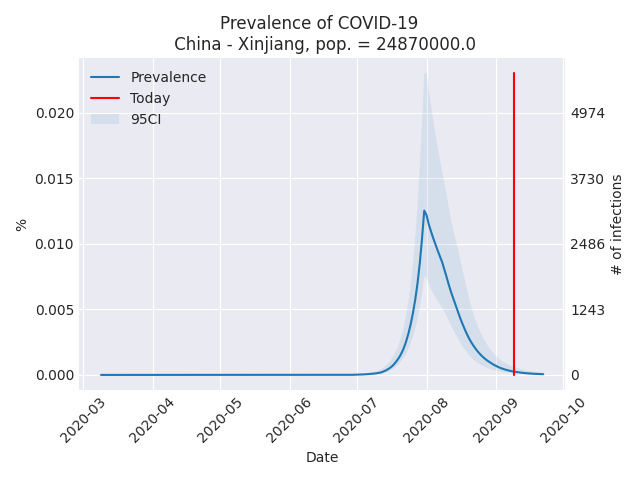 Prevalence of COVID-19
China - Xinjiang, pop. = 24870000.0
Prevalence
Today
95CI
0.020
0.015
0.010
0.005
0.000
%
4974
3730
2486
1243
0
# of infections
2020-03
2020-04
2020-05
2020-06
2020-07
2020-08
2020-09
2020-10
Date